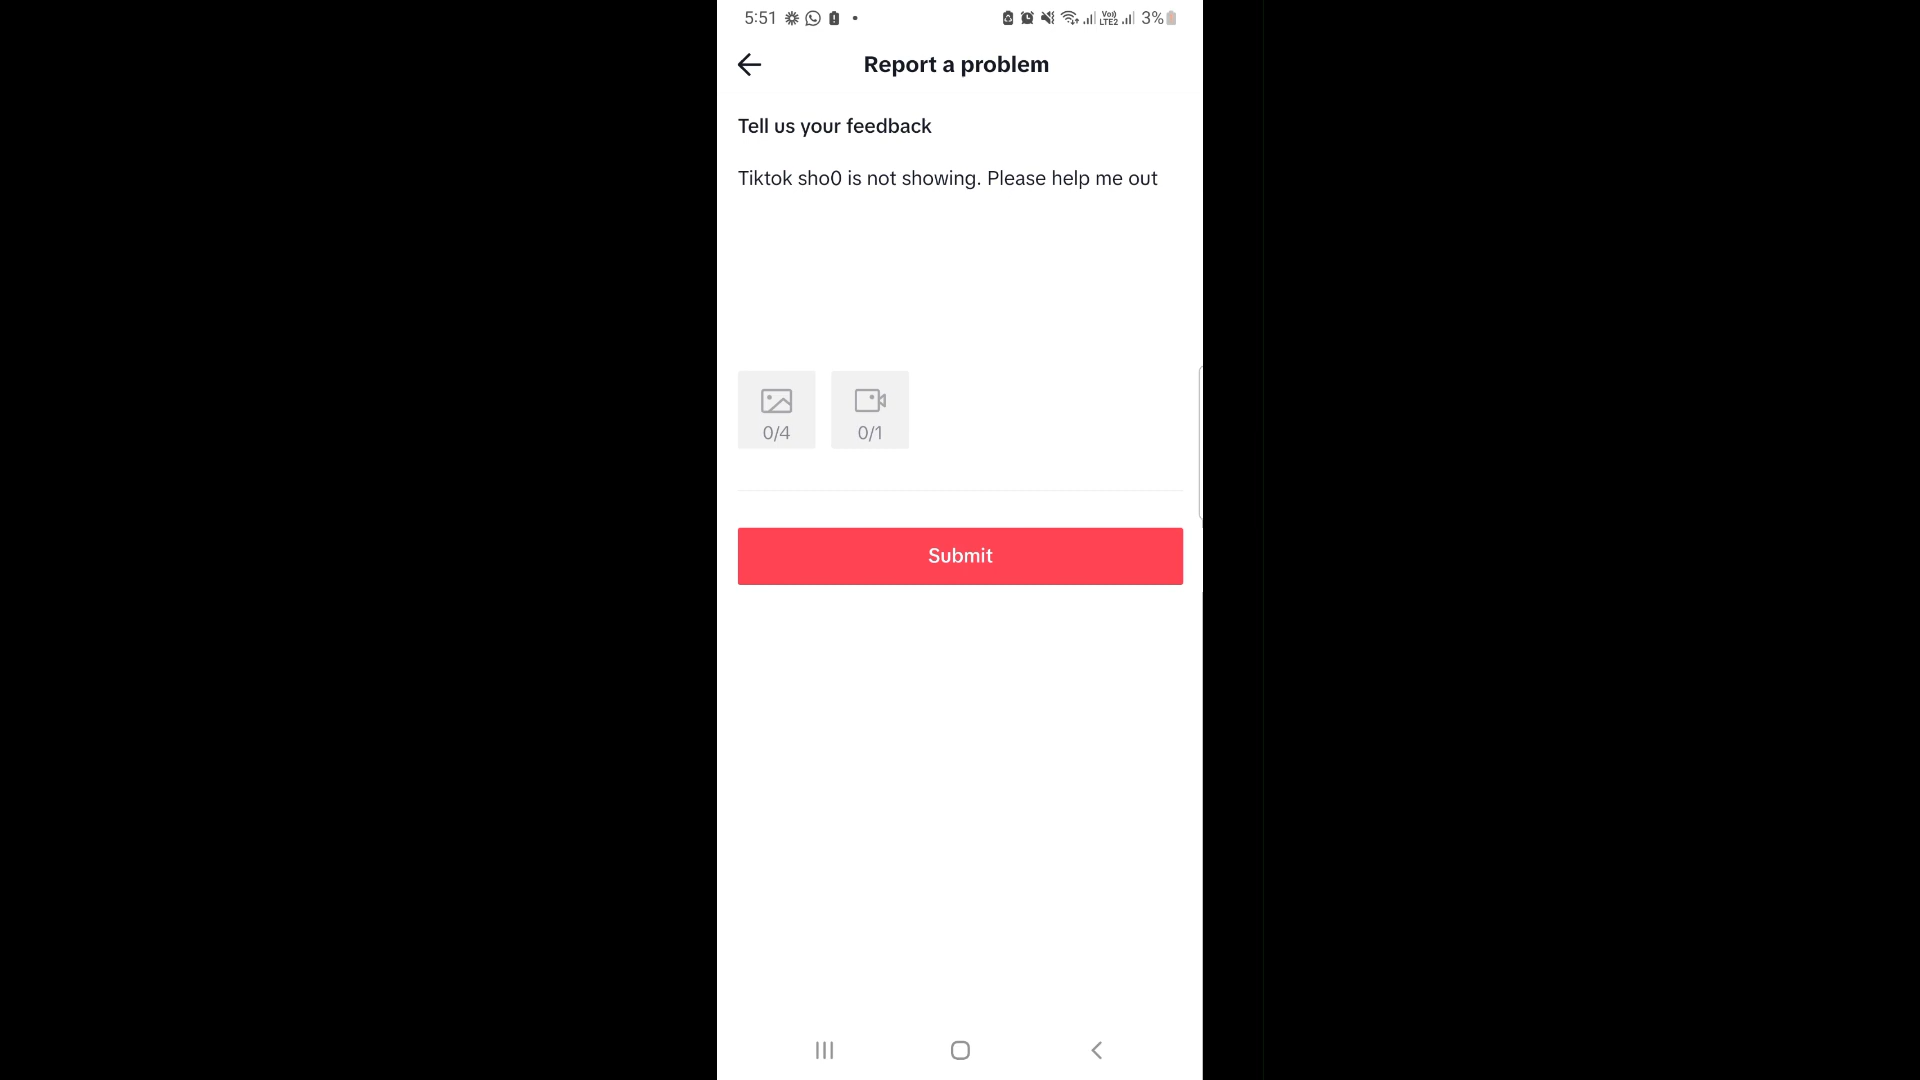 5:51 VoLTE2 3%
Report a problem
Tell us your feedback
Tiktok sho0 is not showing. Please help me out
0/4 0/1
Submit